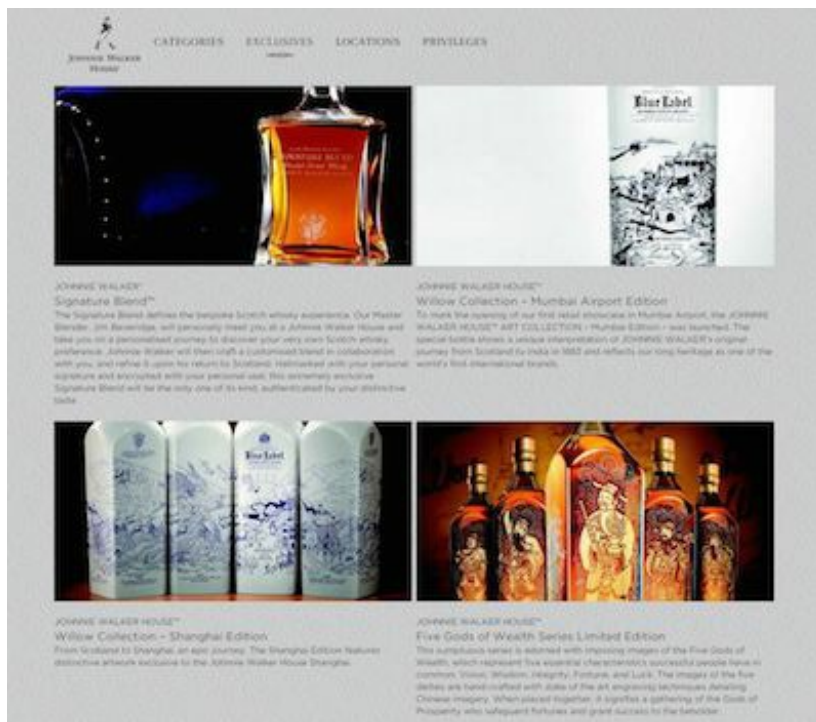 JOHNNIE WALKER
HOUSE
CATEGORIES EXCLUSIVES LOCATIONS PRIVILEGES
Blue Label
JOHNNIE WALKER™
Signature Blend™
The Signature Blend defines the bespoke Scotch whisky experience. Our Master
Blender, Jim Beveridge, will personally meet you at a Johnnie Walker House and
take you on a personalised journey to discover your very own Scotch whisky
preference. Johnnie Walker will then craft a customised blend in collaboration
with you, and refine it upon his return to Scotland. Hallmarked with your personal
signature and encrypted with your personal seal, this extremely exclusive
Signature Blend will be the only one of its kind, authenticated by your distinctive
taste.
JOHNNIE WALKER HOUSE™
Willow Collection – Mumbai Airport Edition
To mark the opening of our first retail showcase in Mumbai Airport, the JOHNNIE
WALKER HOUSE™ ART COLLECTION – Mumbai Edition – was launched. The
special bottle shows a unique interpretation of JOHNNIE WALKER's original
journey from Scotland to India in 1883 and reflects our long heritage as one of the
world's first international brands.
Blue Label
JOHNNIE WALKER HOUSE™
Willow Collection – Shanghai Edition
From Scotland to Shanghai, an epic journey. The Shanghai Edition features
distinctive artwork exclusive to the Johnnie Walker House Shanghai.
JOHNNIE WALKER HOUSE™
Five Gods of Wealth Series Limited Edition
This sumptuous series is adorned with imposing images of the Five Gods of
Wealth, which represent five essential characteristics successful people have in
common: Vision, Wisdom, Integrity, Fortune, and Luck. The images of the five
deities are hand-crafted with state of the art engraving techniques detailing
Chinese imagery. When placed together, it signifies a gathering of the Gods of
Prosperity who safeguard fortunes and grant success to the beholder.